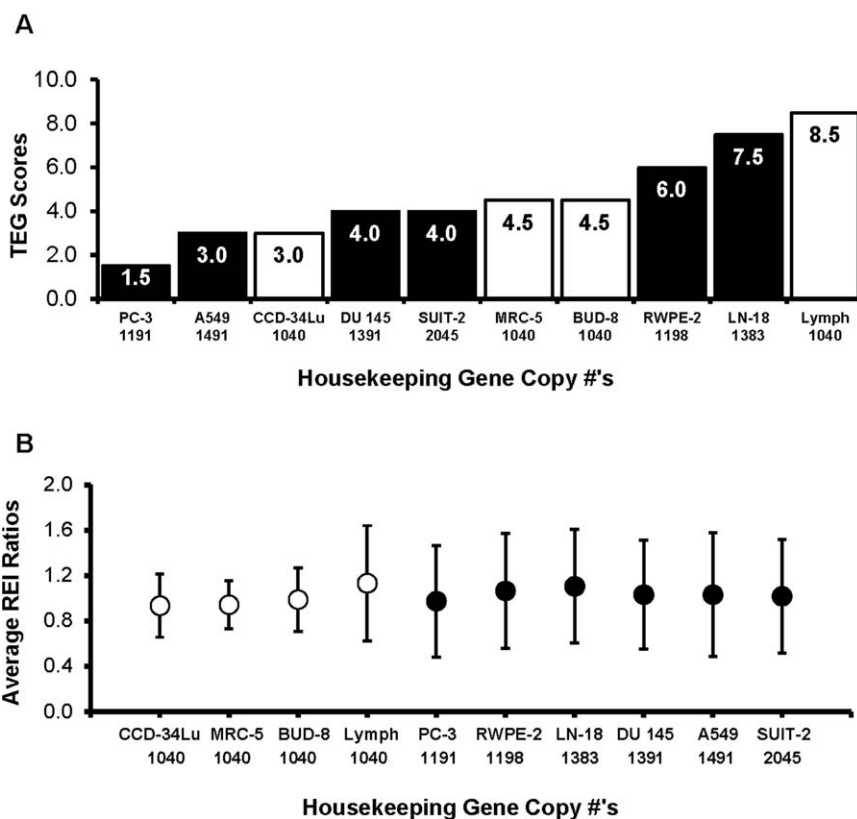 A
10.0
8.0
6.0
4.0
2.0
0.0
TEG Scores
1.5
3.0
3.0
4.0
4.0
4.5
4.5
6.0
7.5
8.5
PC-3 A549 CCD-34Lu DU 145 SUIT-2 MRC-5 BUD-8 RWPE-2 LN-18 Lymph
1191 1491 1040 1391 2045 1040 1040 1198 1383 1040
Housekeeping Gene Copy #'s
B
2.0
1.6
1.2
0.8
0.4
0.0
Average REI Ratios
CCD-34Lu MRC-5 BUD-8 Lymph PC-3 RWPE-2 LN-18 DU 145 A549 SUIT-2
1040 1040 1040 1040 1191 1198 1383 1391 1491 2045
Housekeeping Gene Copy #'s